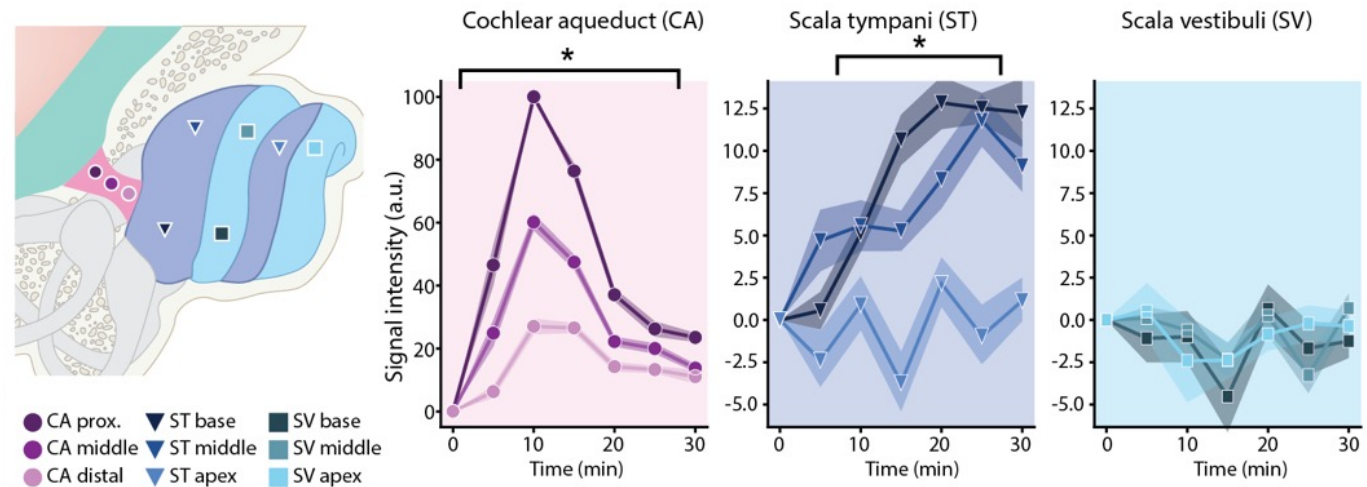 Cochlear aqueduct (CA)
Scala tympani (ST)
Scala vestibuli (SV)
*
*
100
80
60
40
20
0
Signal intensity (a.u.)
0
10
20
30
Time (min)
12.5
10.0
7.5
5.0
2.5
0.0
-2.5
-5.0
0
10
20
30
Time (min)
12.5
10.0
7.5
5.0
2.5
0.0
-2.5
-5.0
0
10
20
30
Time (min)
CA prox.
ST base
SV base
CA middle
ST middle
SV middle
CA distal
ST apex
SV apex